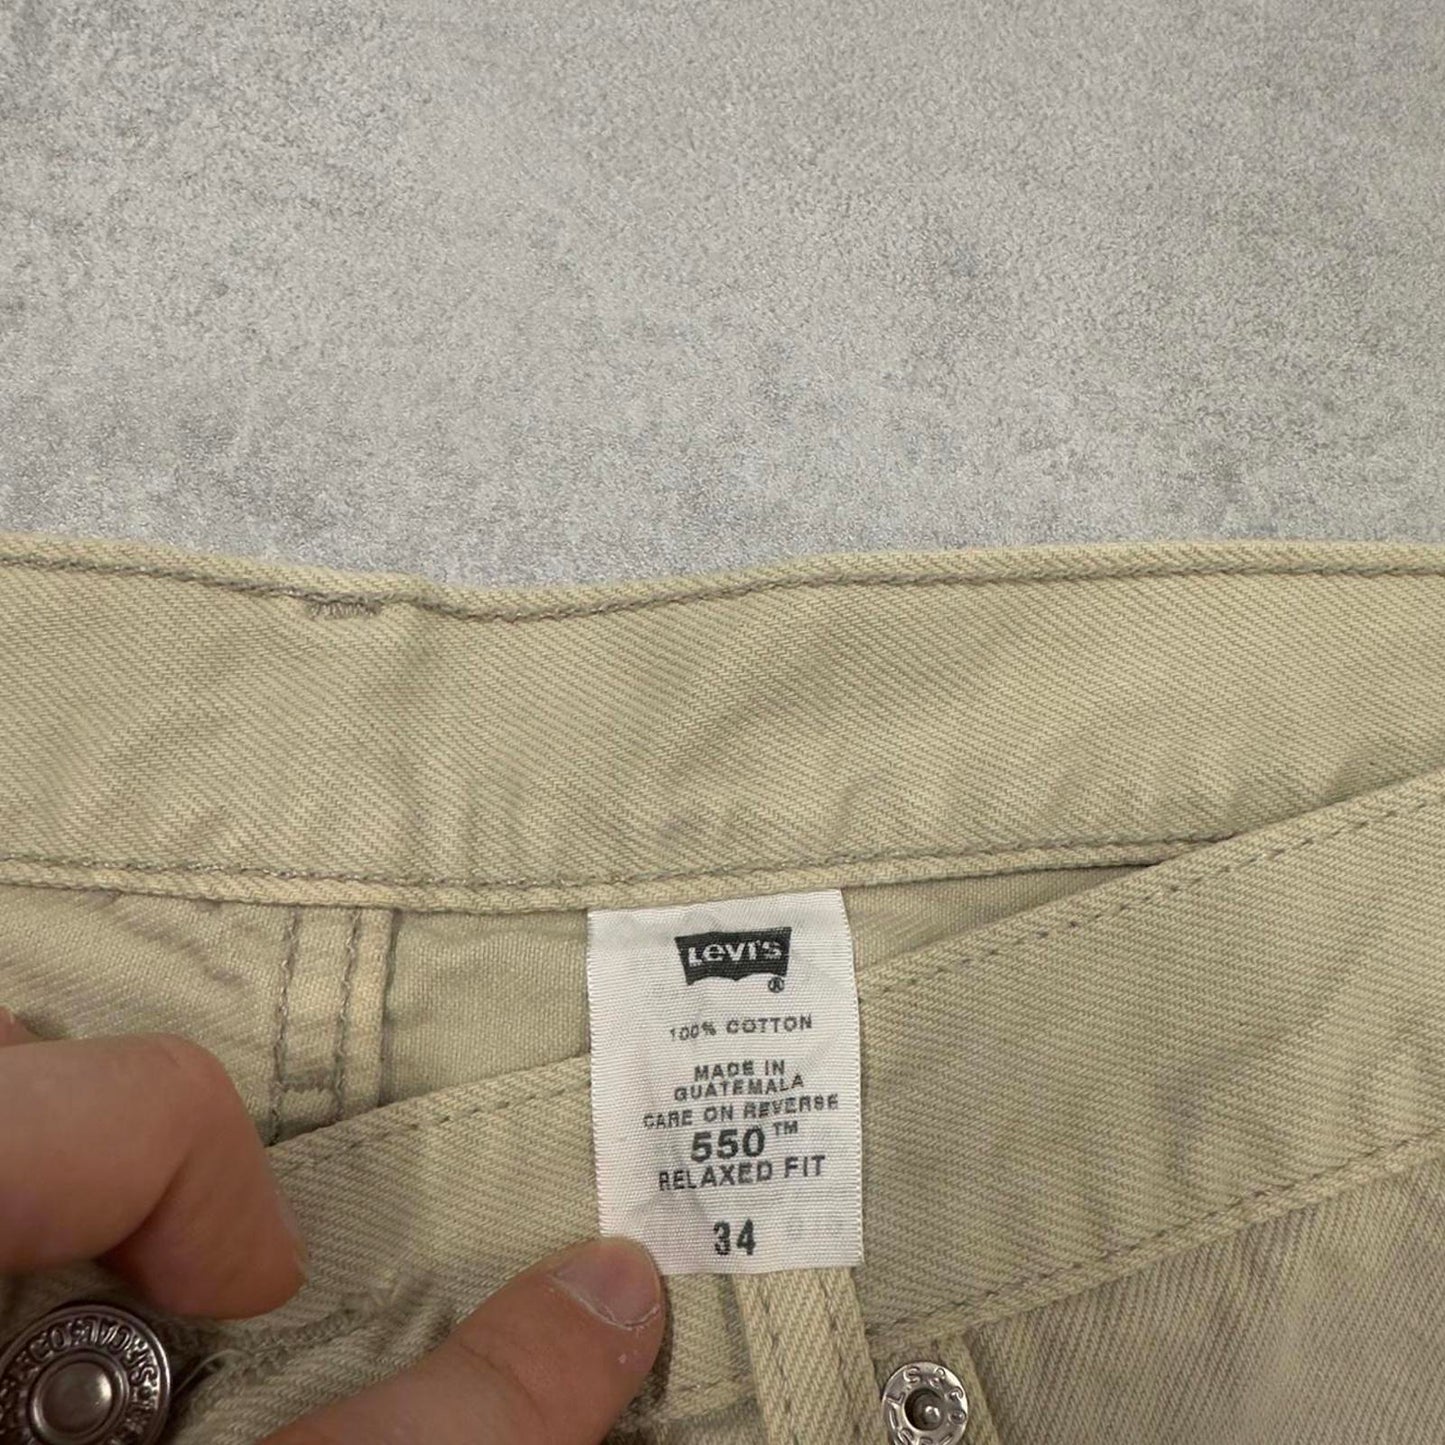 Levi's
®
100% COTTON
MADE IN
GUATEMALA
CARE ON REVERSE
550™
RELAXED FIT
34